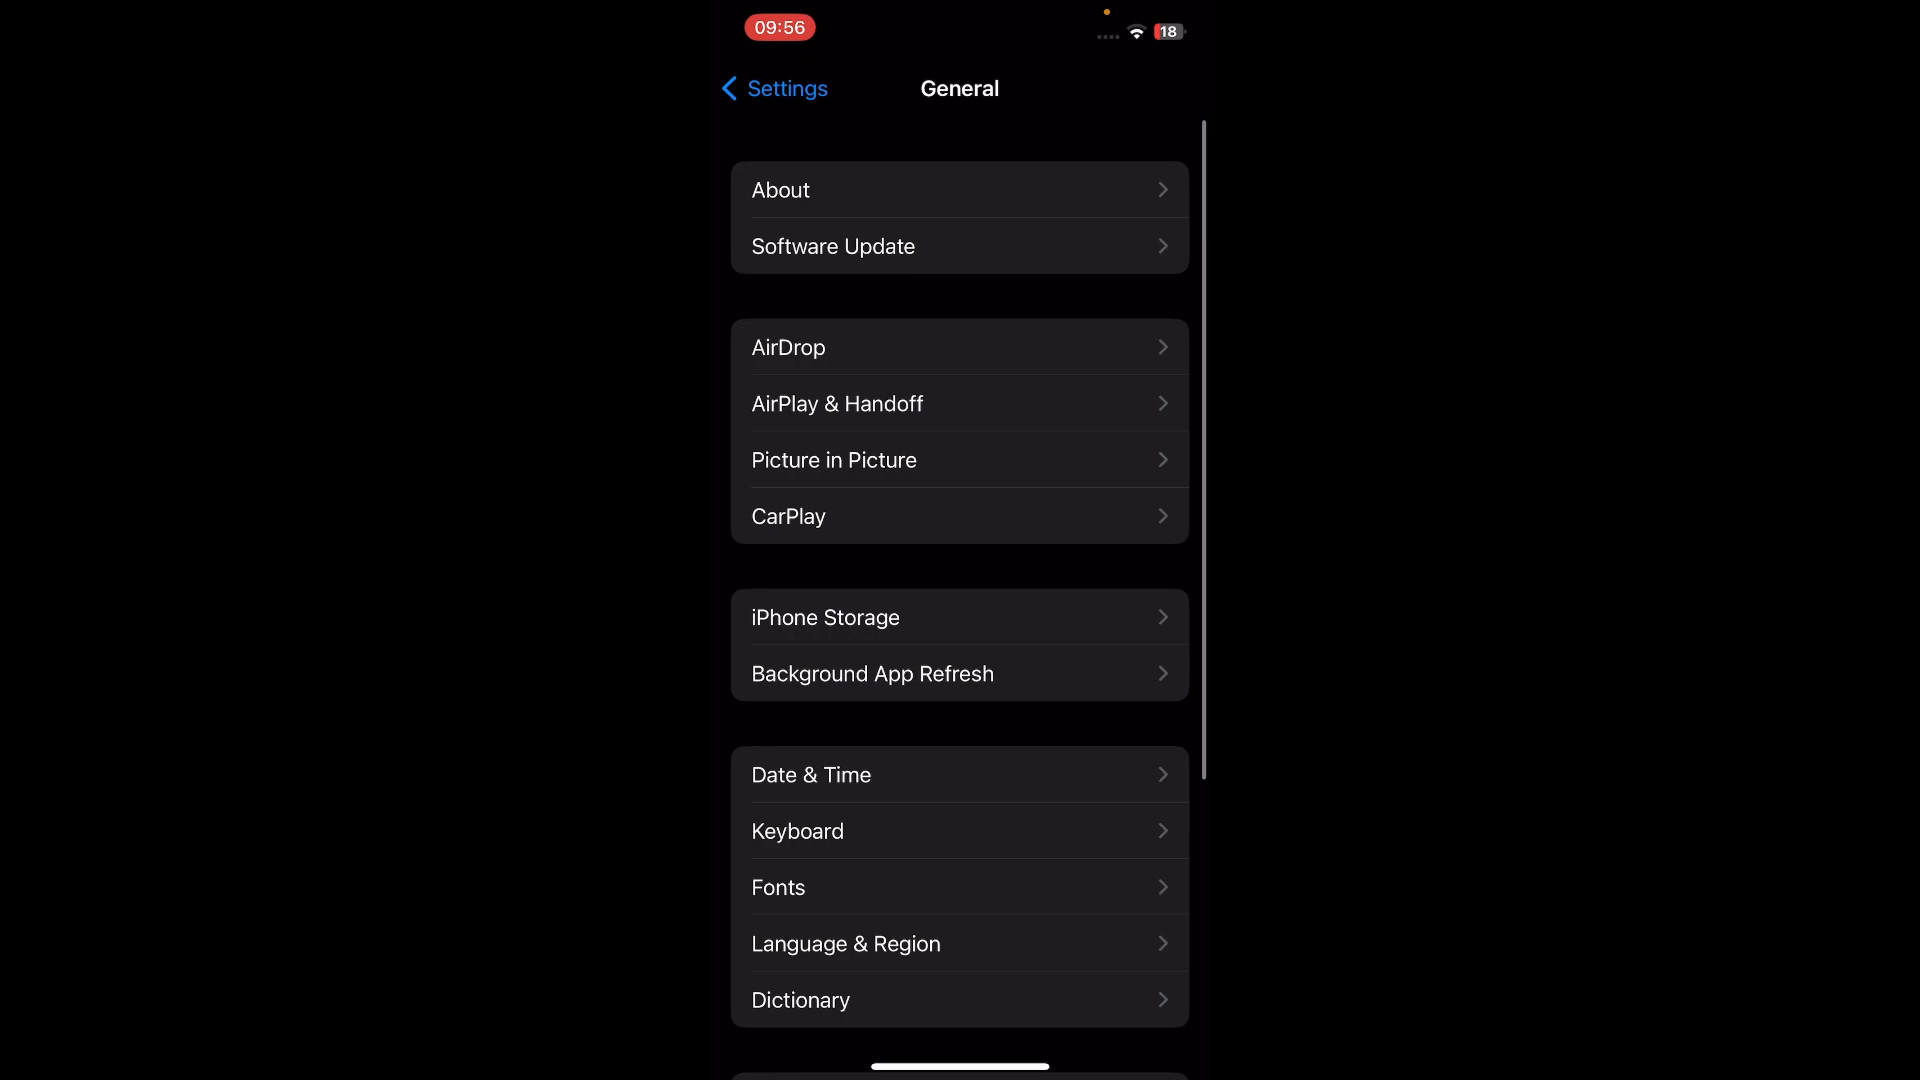 09:56
18
Settings
General
About
Software Update
AirDrop
AirPlay & Handoff
Picture in Picture
CarPlay
iPhone Storage
Background App Refresh
Date & Time
Keyboard
Fonts
Language & Region
Dictionary